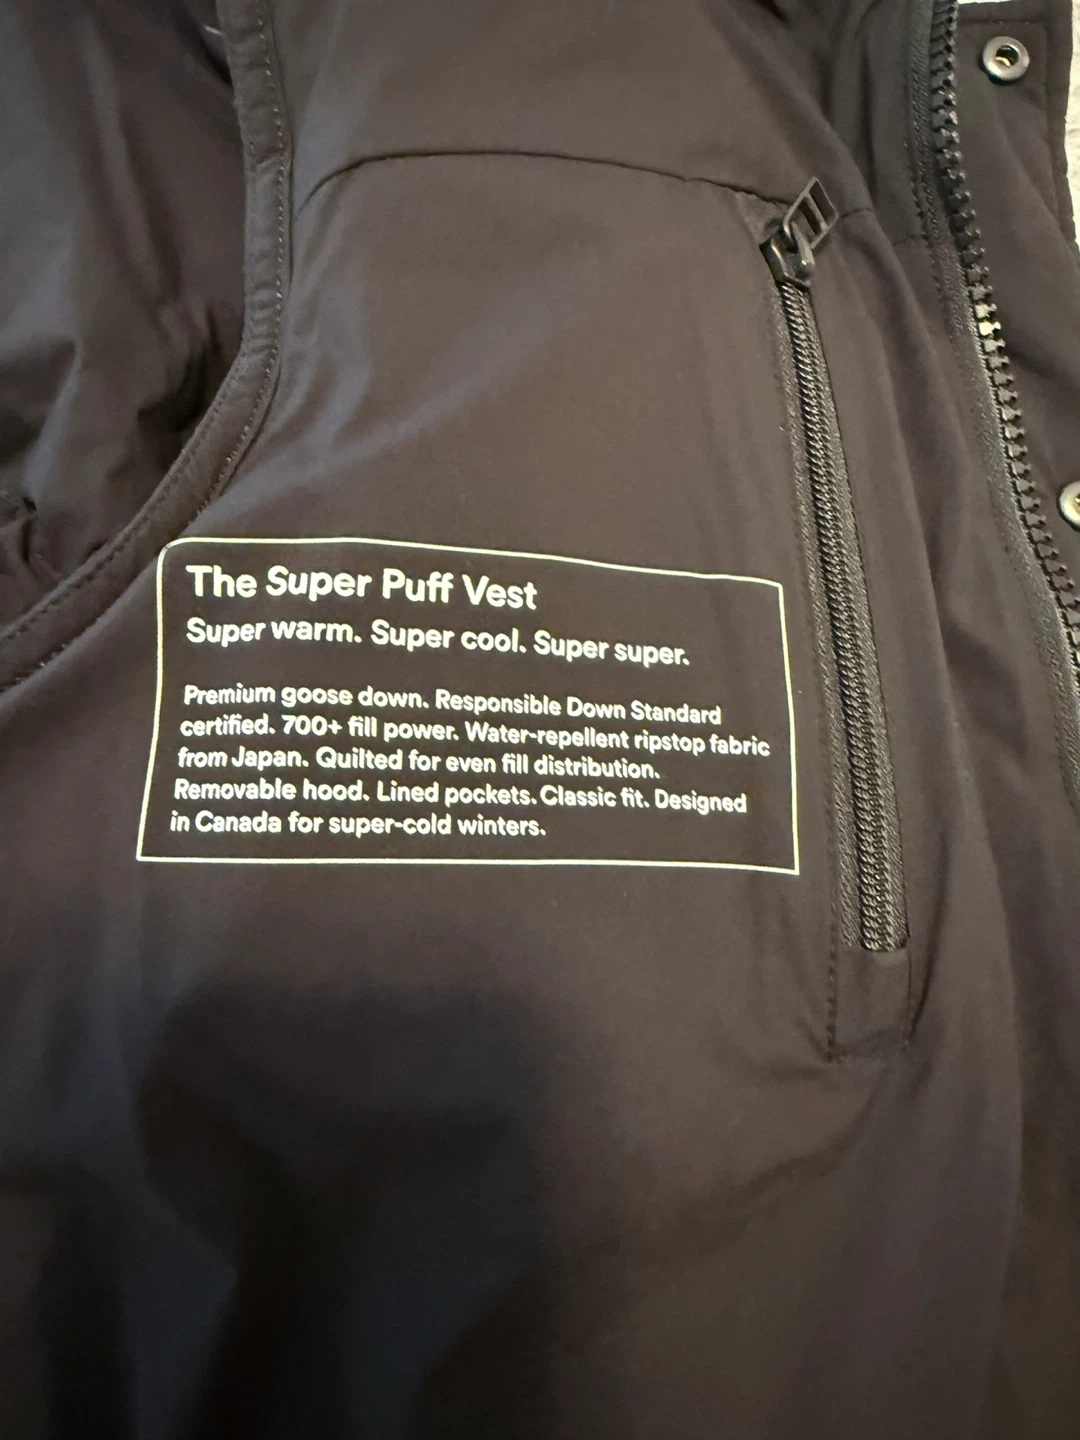 The Super Puff Vest
Super warm. Super cool. Super super.
Premium goose down. Responsible Down Standard
certified. 700+ fill power. Water-repellent ripstop fabric
from Japan. Quilted for even fill distribution.
Removable hood. Lined pockets. Classic fit. Designed
in Canada for super-cold winters.